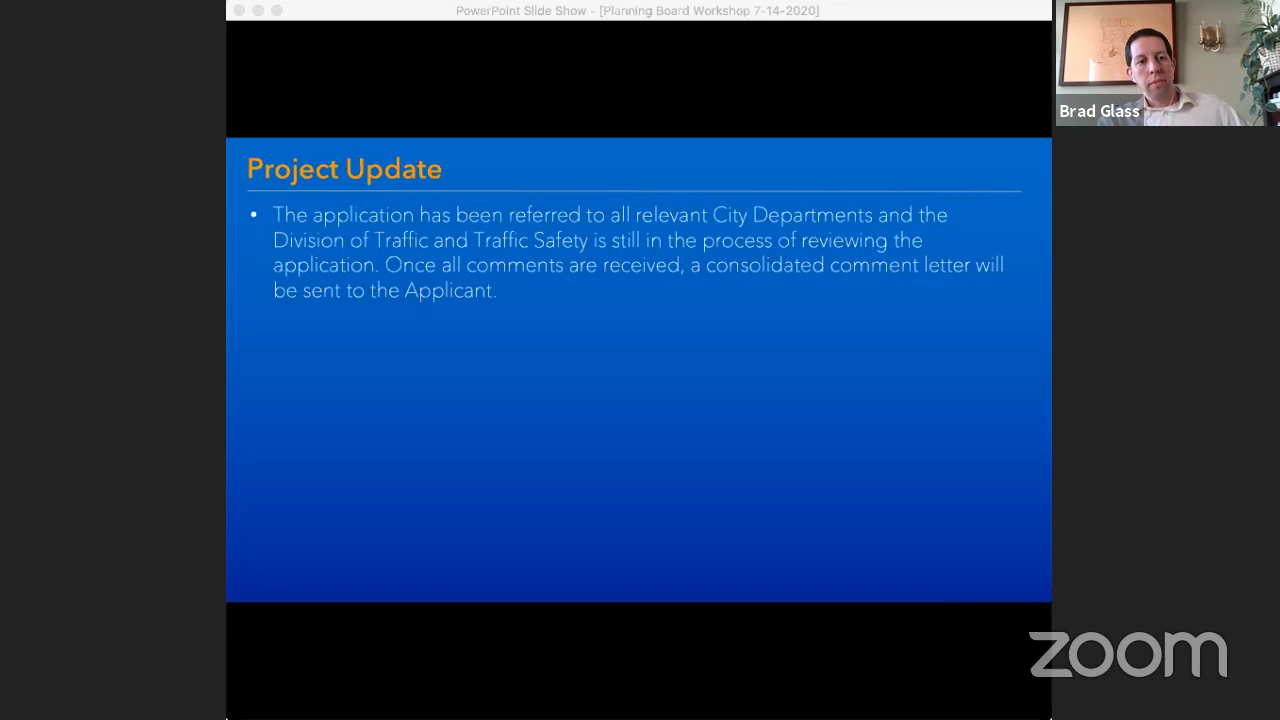 PowerPoint Slide Show - [Planning Board Workshop 7-14-2020]
Brad Glass
Project Update
• The application has been referred to all relevant City Departments and the
Division of Traffic and Traffic Safety is still in the process of reviewing the
application. Once all comments are received, a consolidated comment letter will
be sent to the Applicant.
zoom